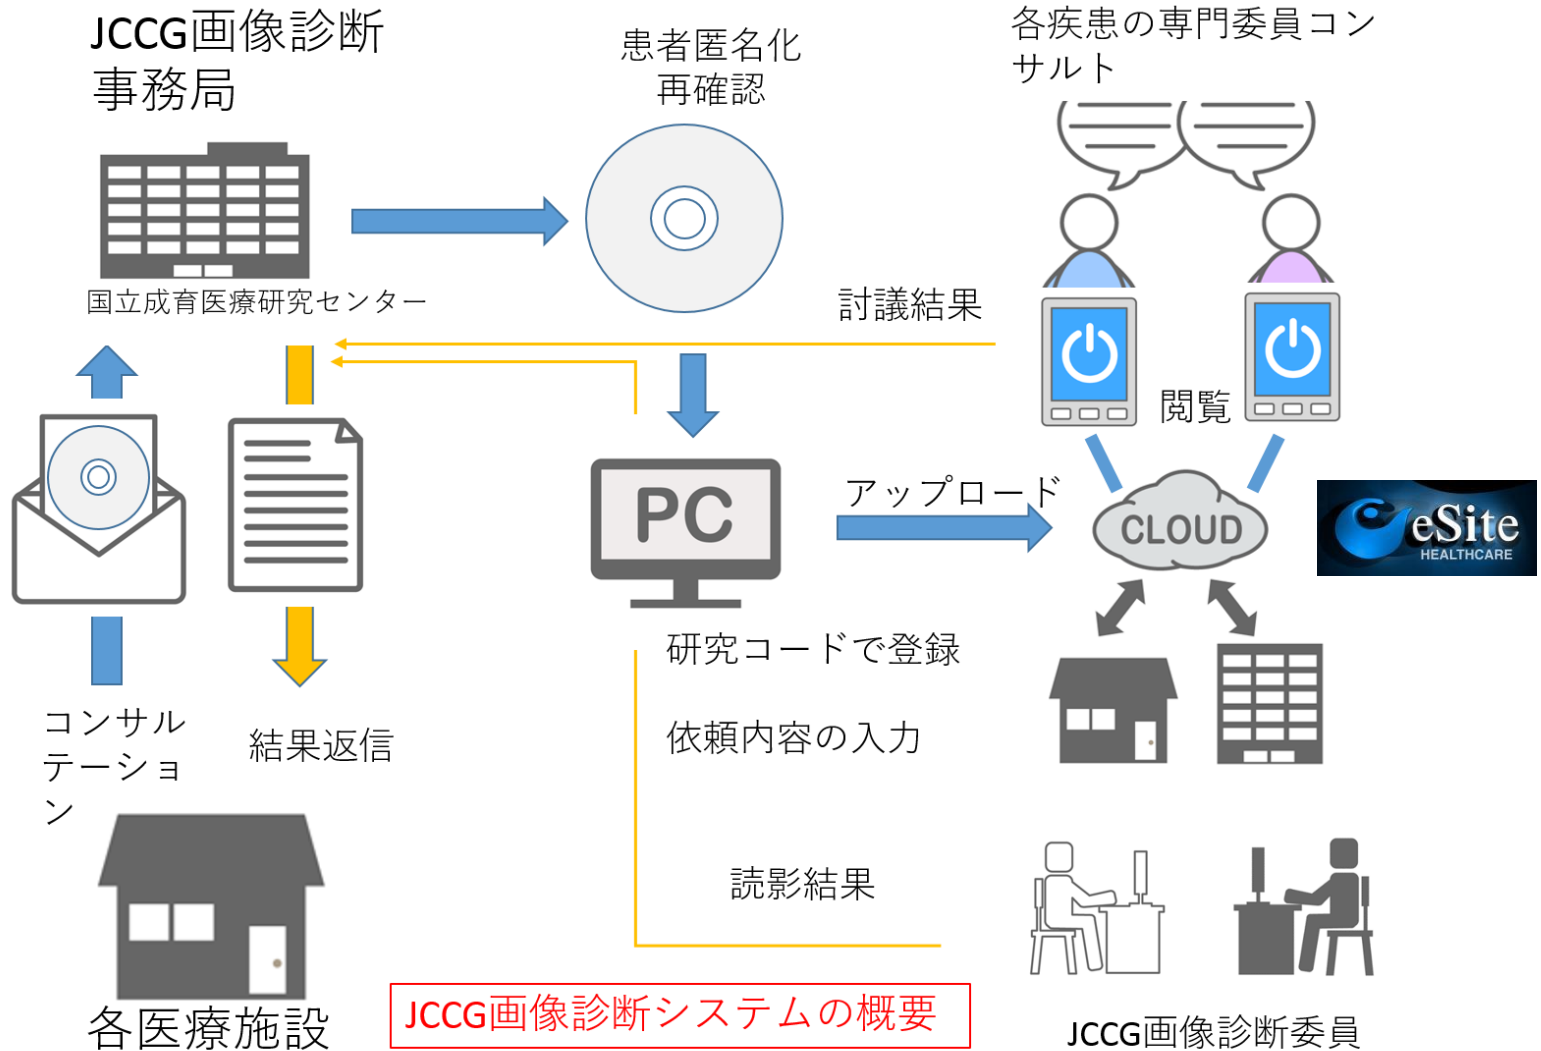 JCCG画像診断
事務局
患者匿名化
再確認
各疾患の専門委員コン
サルト
国立成育医療研究センター
討議結果
閲覧
アップロード
PC
CLOUD
eSite
HEALTHCARE
研究コードで登録
依頼内容の入力
コンサル
テーショ
ン
結果返信
読影結果
各医療施設
JCCG画像診断システムの概要
JCCG画像診断委員